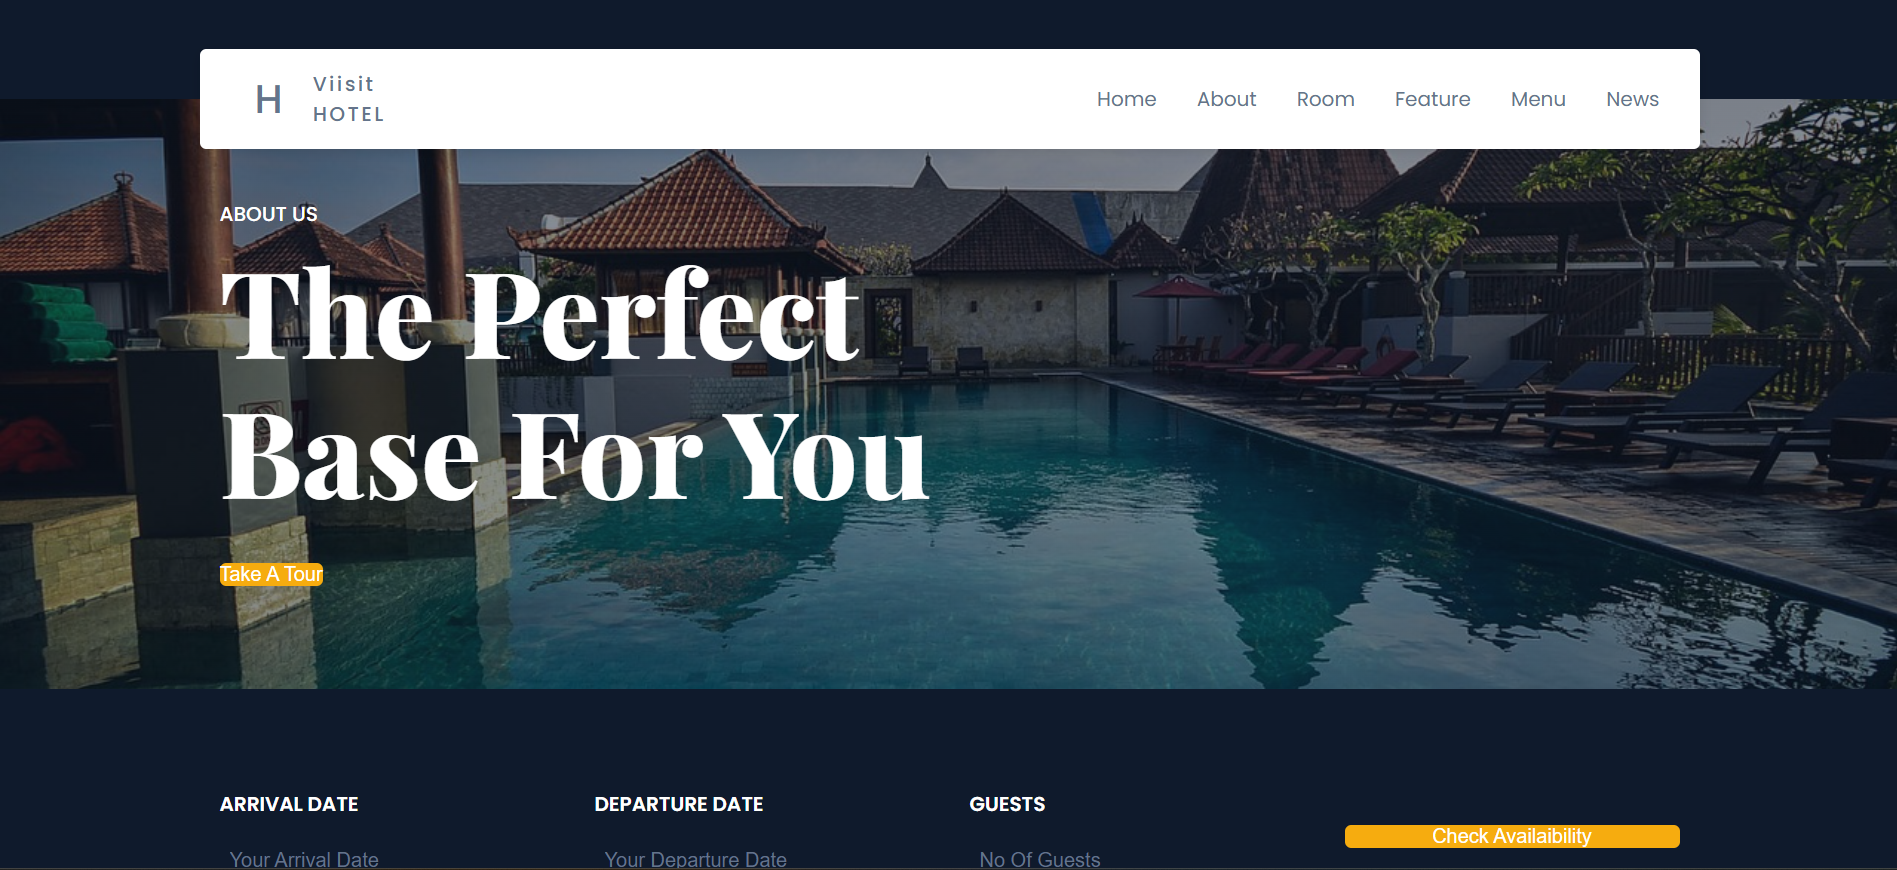 H
Viisit
HOTEL
Home About Room Feature Menu News
ABOUT US
The Perfect
Base For You
Take A Tour
ARRIVAL DATE DEPARTURE DATE GUESTS
Check Availaibility
Your Arrival Date Your Departure Date No Of Guests